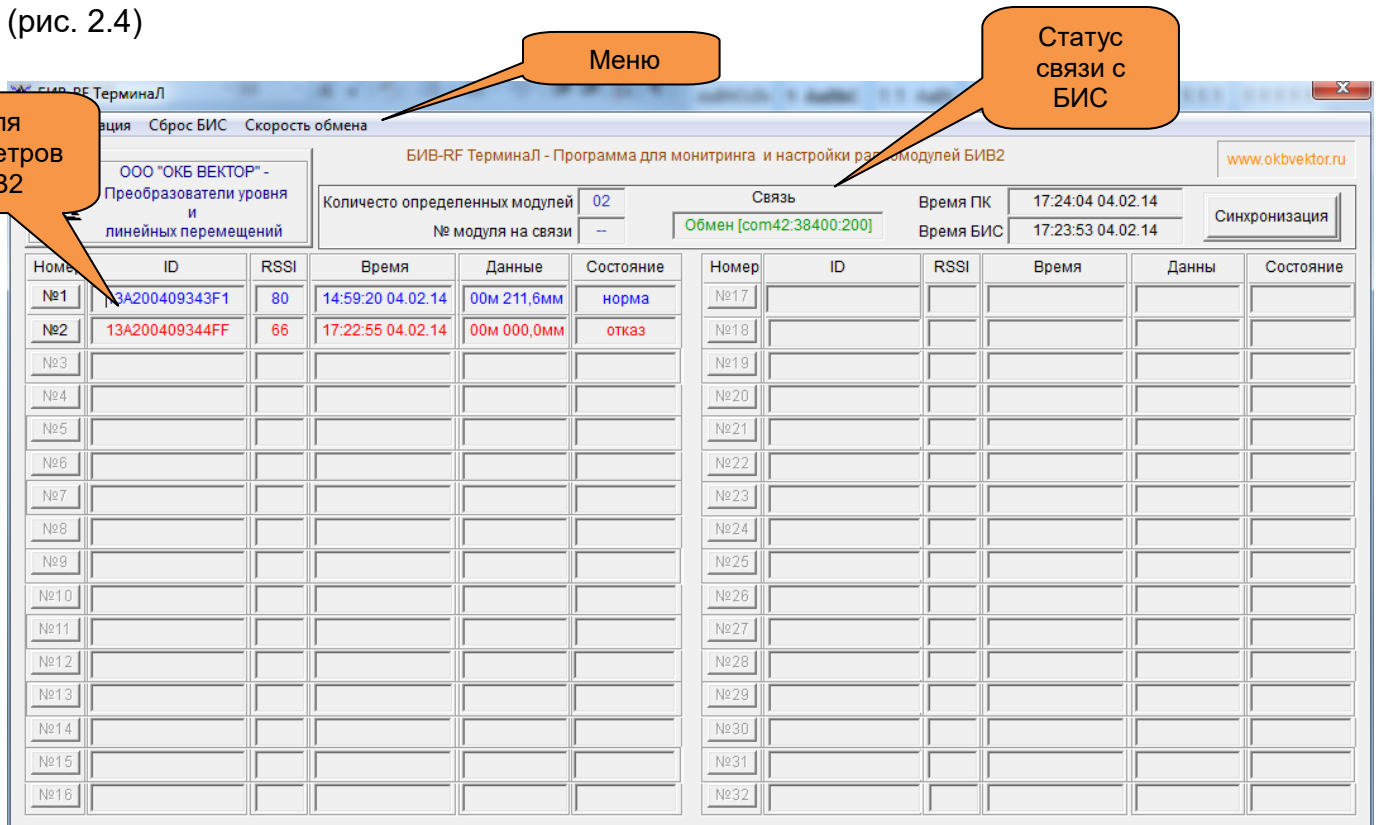 (рис. 2.4)
Меню
Статус
связи с
БИС
БИВ-RF ТерминаЛ
Сброс БИС Скорость обмена
ООО "ОКБ ВЕКТОР" -
Преобразователи уровня
и
линейных перемещений
БИВ-RF ТерминаЛ - Программа для монитринга и настройки радиомодулей БИВ2
www.okbvektor.ru
Количесто определенных модулей 02
№ модуля на связи --
Связь
Обмен [com42:38400:200]
Время ПК 17:24:04 04.02.14
Время БИС 17:23:53 04.02.14
Синхронизация
Номер ID RSSI Время Данные Состояние Номер ID RSSI Время Данны Состояние
№1 13A200409343F1 80 14:59:20 04.02.14 00м 211,6мм норма №17
№2 13A200409344FF 66 17:22:55 04.02.14 00м 000,0мм отказ №18
№3 №19
№4 №20
№5 №21
№6 №22
№7 №23
№8 №24
№9 №25
№10 №26
№11 №27
№12 №28
№13 №29
№14 №30
№15 №31
№16 №32